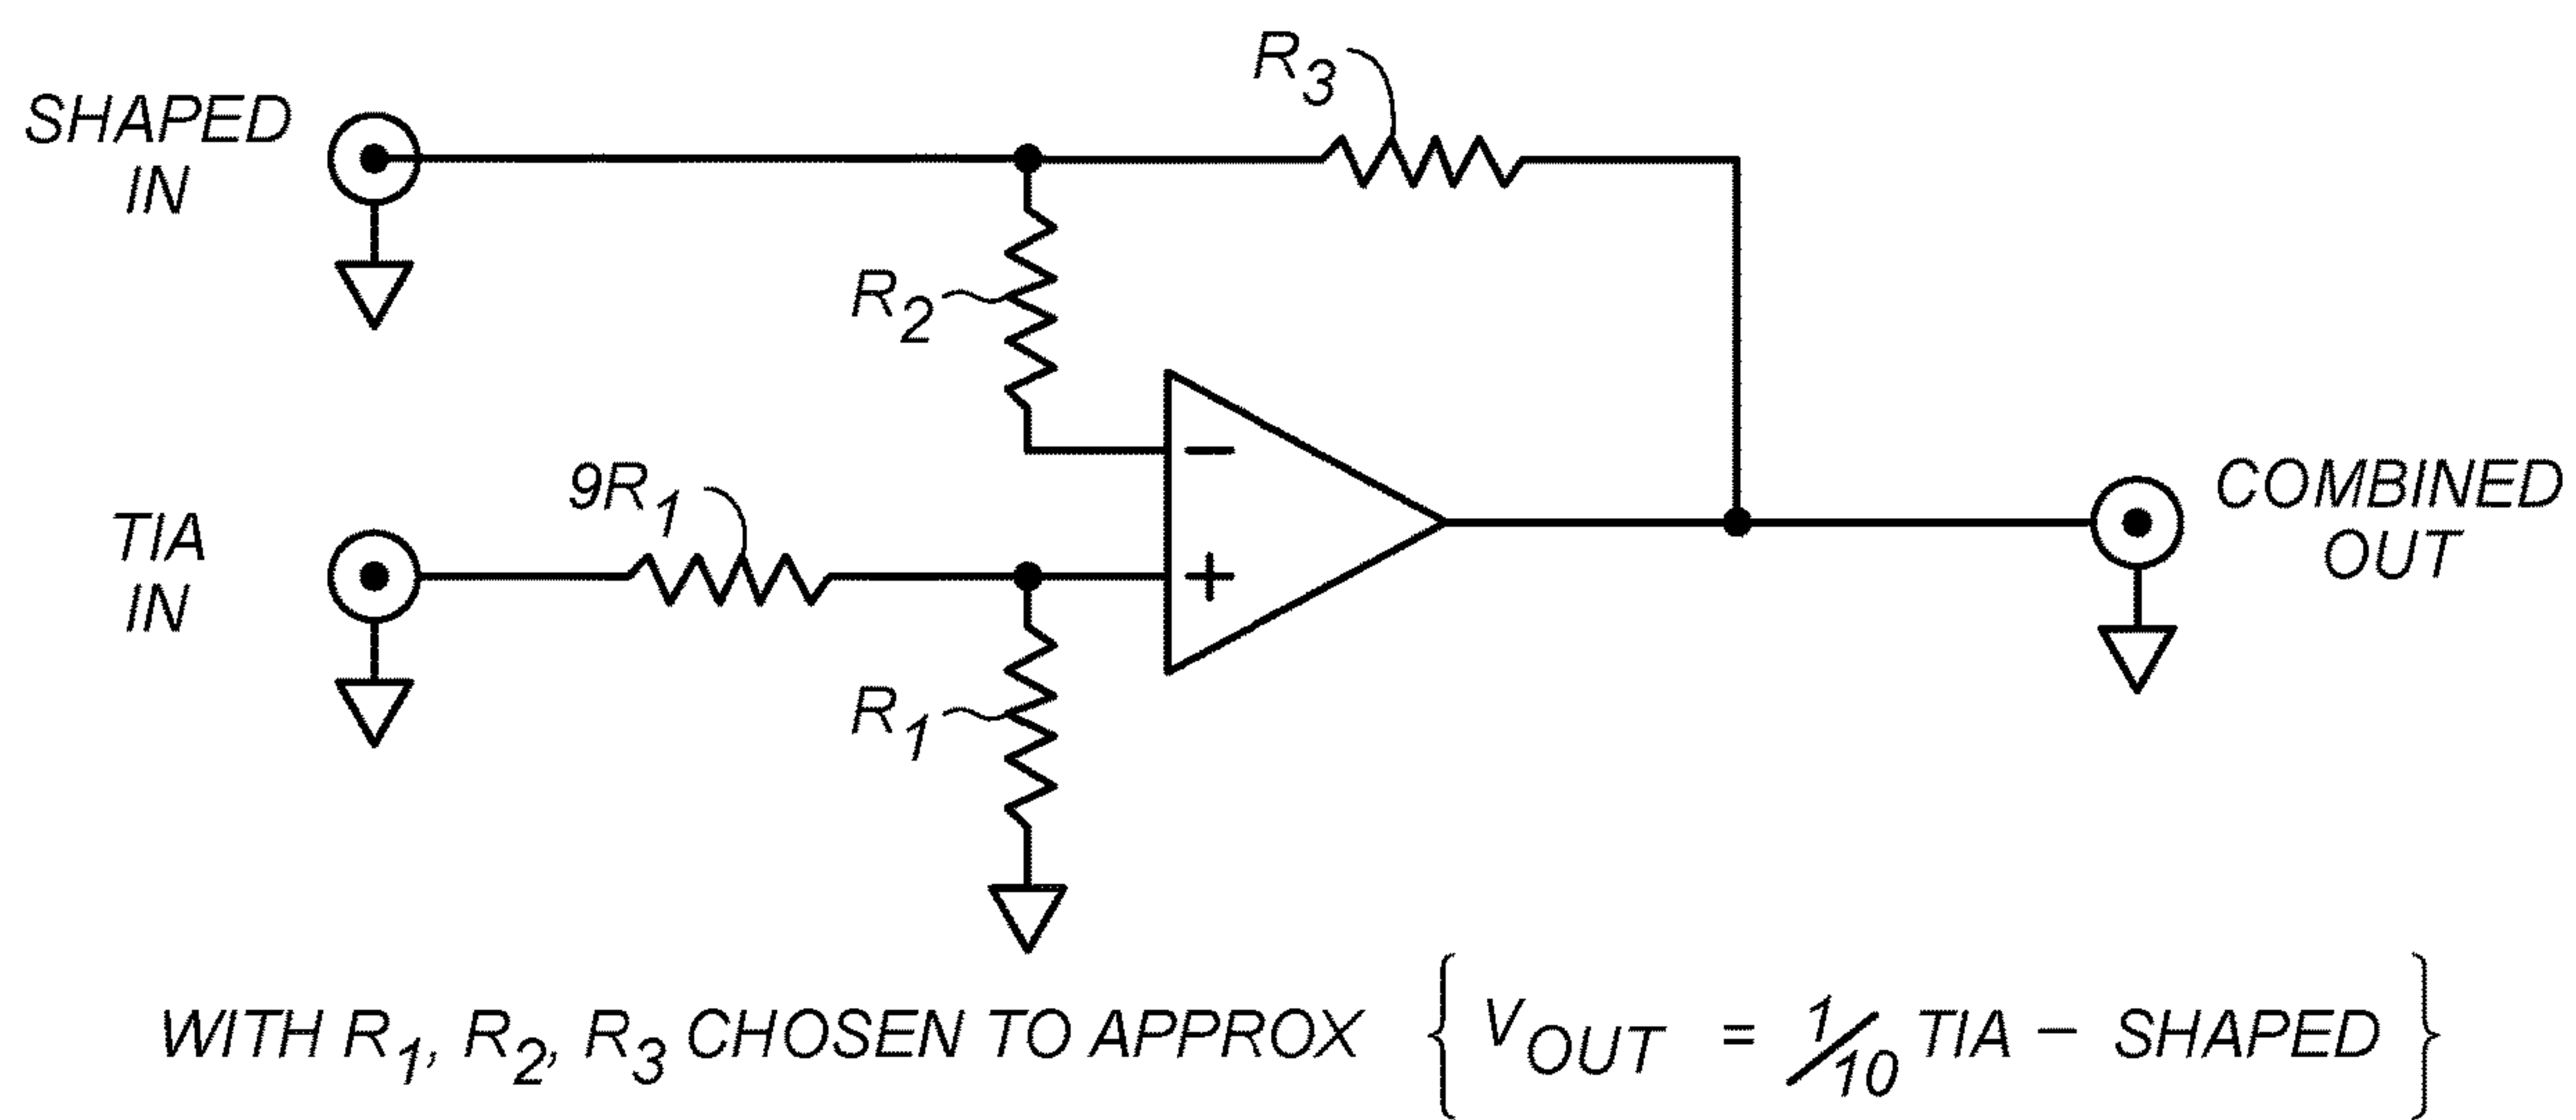 R3
SHAPED
IN
R2
9R1
TIA
IN
R1
−
+
COMBINED
OUT
WITH R1, R2, R3 CHOSEN TO APPROX { VOUT = 1/10 TIA − SHAPED }